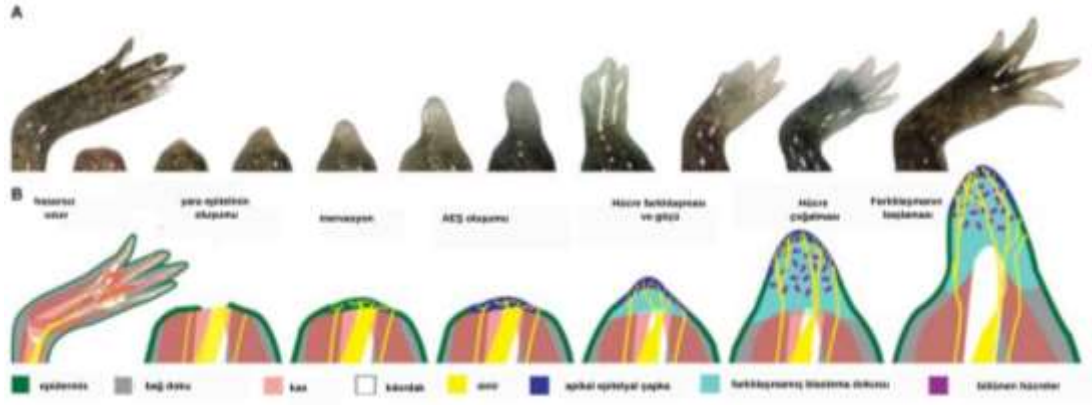 A
B
hasarsız
uzuv
yara epitelinin
oluşumu
inervasyon
AEŞ oluşumu
Hücre farklılaşması
ve göçü
Hücre
çoğalması
Farklılaşmanın
başlaması
epidermis
bağ doku
kas
kıkırdak
sinir
apikal epitelyal şapka
farklılaşmamış blastema dokusu
bölünen hücreler